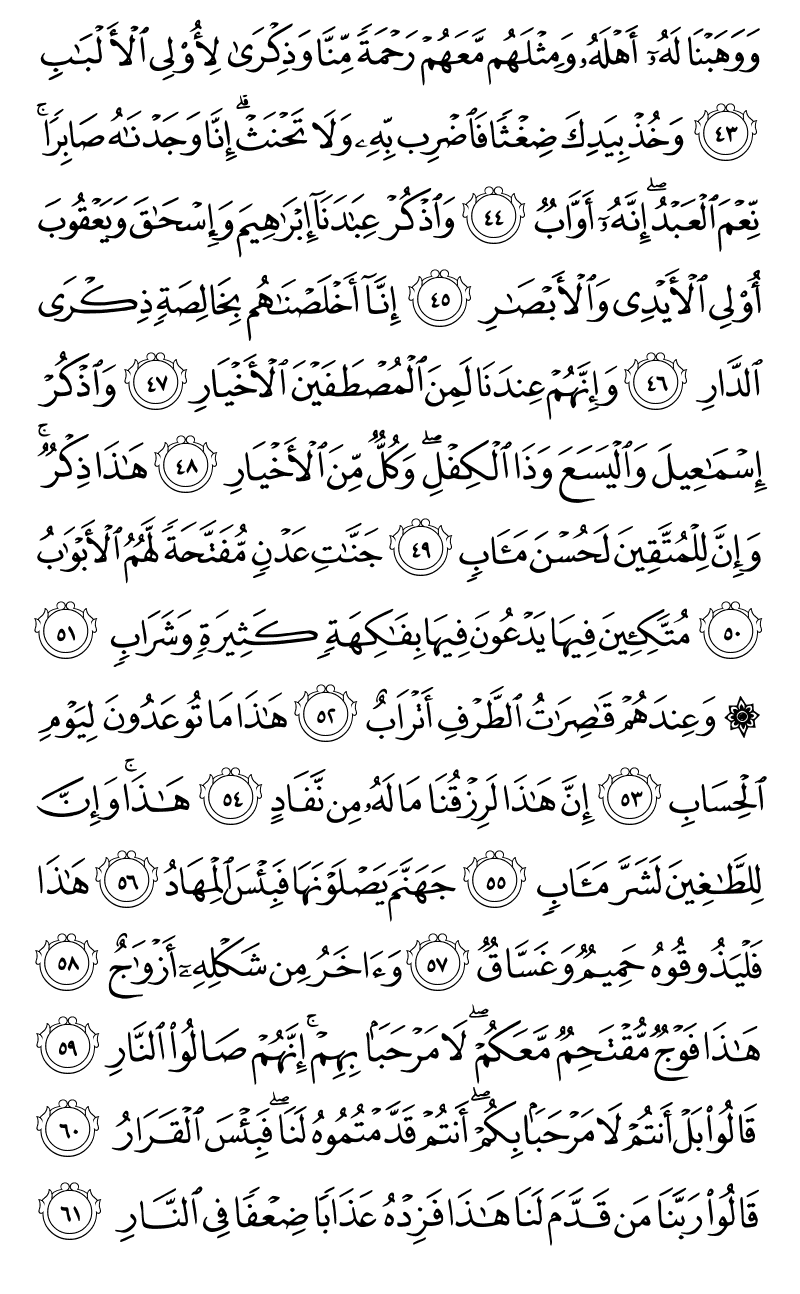 وَوَهَبْنَا لَهُۥٓ أَهْلَهُۥ وَمِثْلَهُم مَّعَهُمْ رَحْمَةً مِّنَّا وَذِكْرَىٰ لِأُو۟لِى ٱلْأَلْبَـٰبِ
٤٣ وَخُذْ بِيَدِكَ ضِغْثًا فَٱضْرِب بِّهِۦ وَلَا تَحْنَثْ ۗ إِنَّا وَجَدْنَـٰهُ صَابِرًا ۚ
نِّعْمَ ٱلْعَبْدُ ۖ إِنَّهُۥٓ أَوَّابٌ ٤٤ وَٱذْكُرْ عِبَـٰدَنَآ إِبْرَٰهِيمَ وَإِسْحَـٰقَ وَيَعْقُوبَ
أُو۟لِى ٱلْأَيْدِى وَٱلْأَبْصَـٰرِ ٤٥ إِنَّآ أَخْلَصْنَـٰهُم بِخَالِصَةٍ ذِكْرَى
ٱلدَّارِ ٤٦ وَإِنَّهُمْ عِندَنَا لَمِنَ ٱلْمُصْطَفَيْنَ ٱلْأَخْيَارِ ٤٧ وَٱذْكُرْ
إِسْمَـٰعِيلَ وَٱلْيَسَعَ وَذَا ٱلْكِفْلِ ۖ وَكُلٌّ مِّنَ ٱلْأَخْيَارِ ٤٨ هَـٰذَا ذِكْرٌ ۚ
وَإِنَّ لِلْمُتَّقِينَ لَحُسْنَ مَـَٔابٍ ٤٩ جَنَّـٰتِ عَدْنٍ مُّفَتَّحَةً لَّهُمُ ٱلْأَبْوَٰبُ
٥٠ مُتَّكِـِٔينَ فِيهَا يَدْعُونَ فِيهَا بِفَـٰكِهَةٍ كَثِيرَةٍ وَشَرَابٍ ٥١
۞ وَعِندَهُمْ قَـٰصِرَٰتُ ٱلطَّرْفِ أَتْرَابٌ ٥٢ هَـٰذَا مَا تُوعَدُونَ لِيَوْمِ
ٱلْحِسَابِ ٥٣ إِنَّ هَـٰذَا لَرِزْقُنَا مَا لَهُۥ مِن نَّفَادٍ ٥٤ هَـٰذَا ۚ وَإِنَّ
لِلطَّـٰغِينَ لَشَرَّ مَـَٔابٍ ٥٥ جَهَنَّمَ يَصْلَوْنَهَا فَبِئْسَ ٱلْمِهَادُ ٥٦ هَـٰذَا
فَلْيَذُوقُوهُ حَمِيمٌ وَغَسَّاقٌ ٥٧ وَءَاخَرُ مِن شَكْلِهِۦٓ أَزْوَٰجٌ ٥٨
هَـٰذَا فَوْجٌ مُّقْتَحِمٌ مَّعَكُمْ ۖ لَا مَرْحَبًۢا بِهِمْ ۚ إِنَّهُمْ صَالُوا۟ ٱلنَّارِ ٥٩
قَالُوا۟ بَلْ أَنتُمْ لَا مَرْحَبًۢا بِكُمْ ۖ أَنتُمْ قَدَّمْتُمُوهُ لَنَا ۖ فَبِئْسَ ٱلْقَرَارُ ٦٠
قَالُوا۟ رَبَّنَا مَن قَدَّمَ لَنَا هَـٰذَا فَزِدْهُ عَذَابًا ضِعْفًا فِى ٱلنَّارِ ٦١